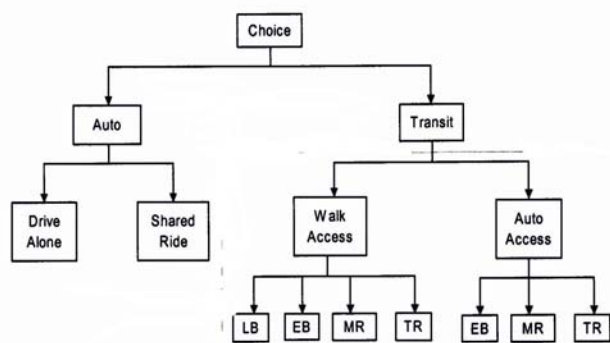 Choice
Auto
Transit
Drive
Alone
Shared
Ride
Walk
Access
Auto
Access
LB
EB
MR
TR
EB
MR
TR